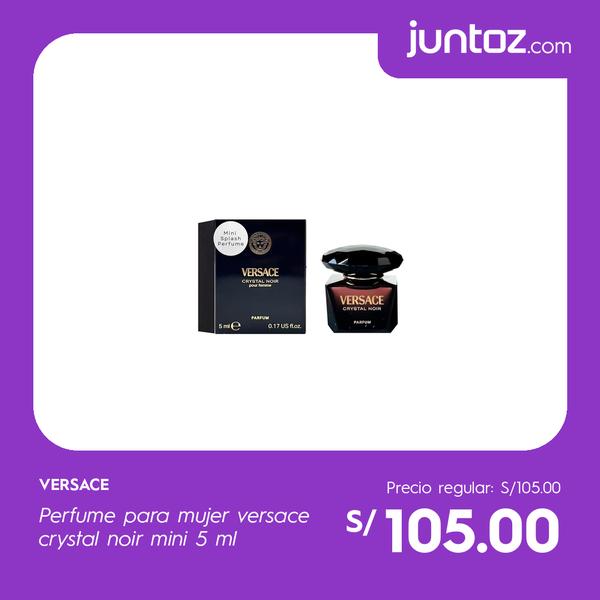 juntoz.com
Mini
Splash
Perfume
VERSACE
CRYSTAL NOIR
pour femme
PARFUM
5 ml e 0.17 US fl.oz.
VERSACE
CRYSTAL NOIR
PARFUM
VERSACE
Perfume para mujer versace
crystal noir mini 5 ml
Precio regular: S/105.00
S/ 105.00